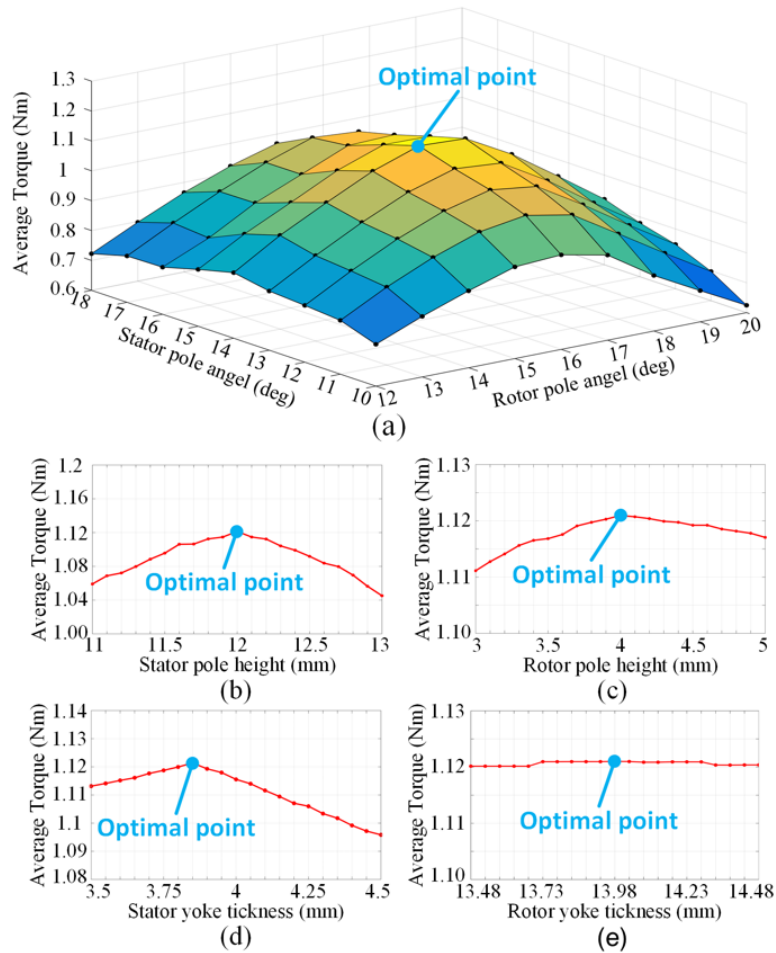 1.3
1.2
1.1
1
0.9
0.8
0.7
0.6
Average Torque (Nm)
Optimal point
18 17 16 15 14 13 12 11 10
Stator pole angel (deg)
12 13 14 15 16 17 18 19 20
Rotor pole angel (deg)
(a)
1.2
1.16
1.12
1.08
1.04
1.00
Average Torque (Nm)
Optimal point
11 11.5 12 12.5 13
Stator pole height (mm)
(b)
1.13
1.12
1.11
1.10
Average Torque (Nm)
Optimal point
3 3.5 4 4.5 5
Rotor pole height (mm)
(c)
1.14
1.13
1.12
1.11
1.1
1.09
1.08
Average Torque (Nm)
Optimal point
3.5 3.75 4 4.25 4.5
Stator yoke tickness (mm)
(d)
1.13
1.12
1.11
1.10
Average Torque (Nm)
Optimal point
13.48 13.73 13.98 14.23 14.48
Rotor yoke tickness (mm)
(e)